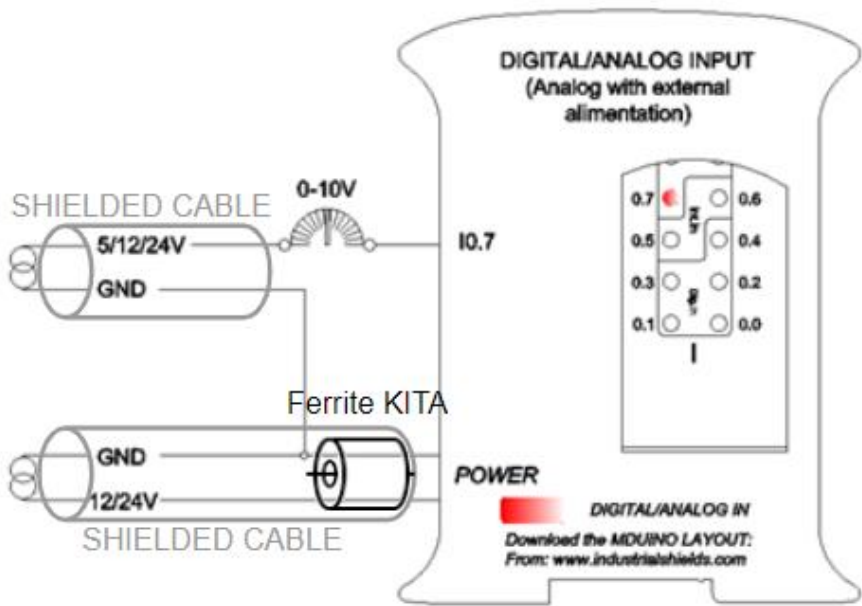 DIGITAL/ANALOG INPUT
(Analog with external
alimentation)
0-10V
SHIELDED CABLE
5/12/24V
I0.7
GND
0.7
0.6
0.5
0.4
0.3
0.2
0.1
0.0
I
Ferrite KITA
GND
12/24V
SHIELDED CABLE
POWER
DIGITAL/ANALOG IN
Download the MDUINO LAYOUT:
From: www.industrialshields.com